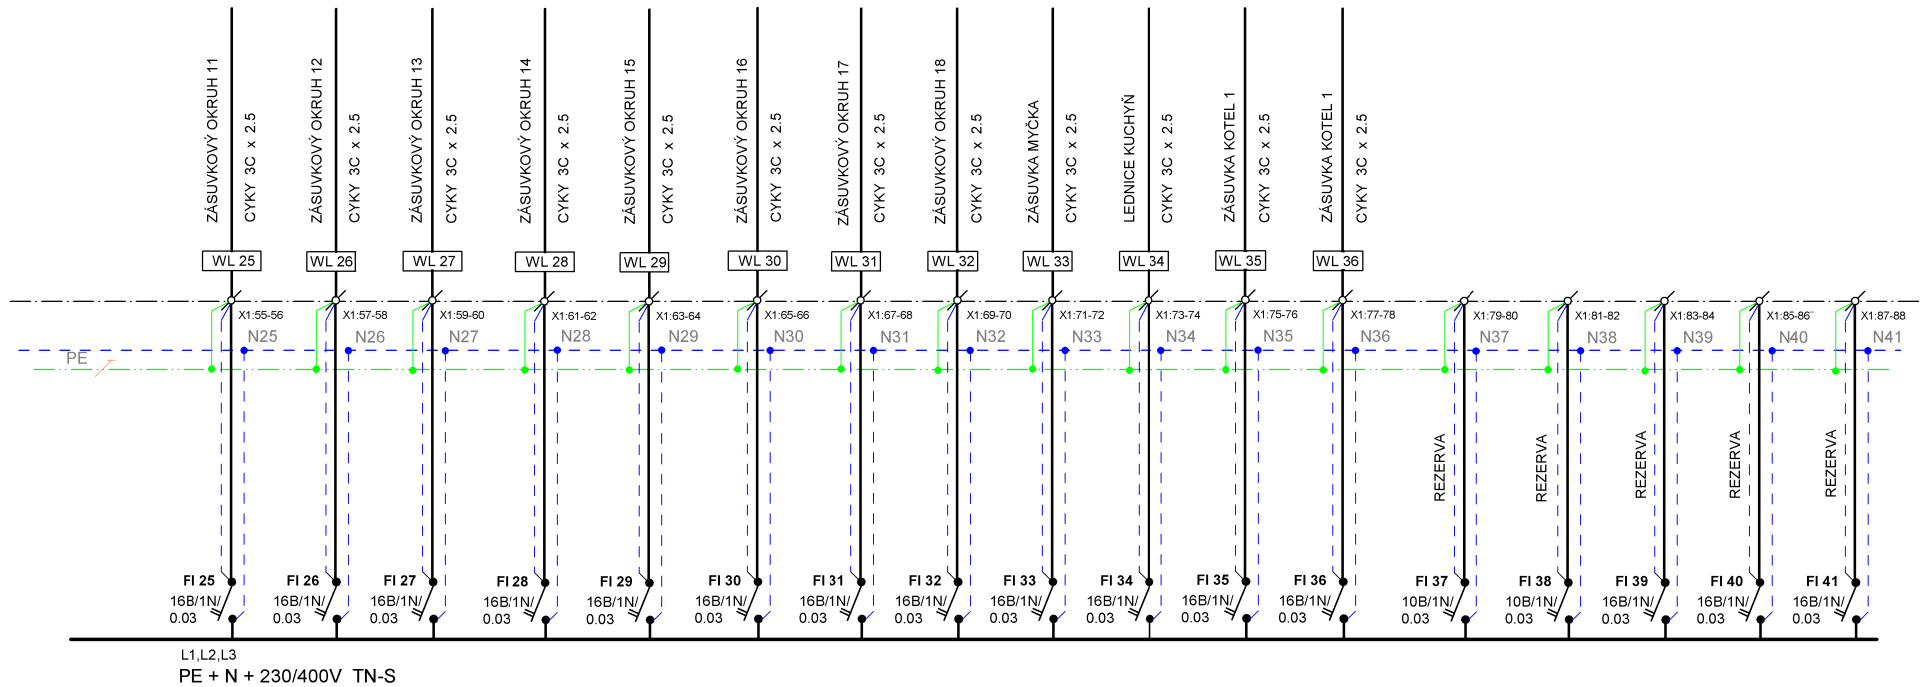 ZÁSUVKOVÝ OKRUH 11
CYKY 3C x 2.5
ZÁSUVKOVÝ OKRUH 12
CYKY 3C x 2.5
ZÁSUVKOVÝ OKRUH 13
CYKY 3C x 2.5
ZÁSUVKOVÝ OKRUH 14
CYKY 3C x 2.5
ZÁSUVKOVÝ OKRUH 15
CYKY 3C x 2.5
ZÁSUVKOVÝ OKRUH 16
CYKY 3C x 2.5
ZÁSUVKOVÝ OKRUH 17
CYKY 3C x 2.5
ZÁSUVKOVÝ OKRUH 18
CYKY 3C x 2.5
ZÁSUVKA MYČKA
CYKY 3C x 2.5
LEDNICE KUCHYŇ
CYKY 3C x 2.5
ZÁSUVKA KOTEL 1
CYKY 3C x 2.5
ZÁSUVKA KOTEL 1
CYKY 3C x 2.5
WL 25
WL 26
WL 27
WL 28
WL 29
WL 30
WL 31
WL 32
WL 33
WL 34
WL 35
WL 36
X1:55-56
X1:57-58
X1:59-60
X1:61-62
X1:63-64
X1:65-66
X1:67-68
X1:69-70
X1:71-72
X1:73-74
X1:75-76
X1:77-78
X1:79-80
X1:81-82
X1:83-84
X1:85-86
X1:87-88
N25
N26
N27
N28
N29
N30
N31
N32
N33
N34
N35
N36
N37
N38
N39
N40
N41
PE
REZERVA
REZERVA
REZERVA
REZERVA
REZERVA
FI 25
16B/1N/
0.03
FI 26
16B/1N/
0.03
FI 27
16B/1N/
0.03
FI 28
16B/1N/
0.03
FI 29
16B/1N/
0.03
FI 30
16B/1N/
0.03
FI 31
16B/1N/
0.03
FI 32
16B/1N/
0.03
FI 33
16B/1N/
0.03
FI 34
16B/1N/
0.03
FI 35
16B/1N/
0.03
FI 36
16B/1N/
0.03
FI 37
10B/1N/
0.03
FI 38
10B/1N/
0.03
FI 39
16B/1N/
0.03
FI 40
16B/1N/
0.03
FI 41
16B/1N/
0.03
L1,L2,L3
PE + N + 230/400V TN-S